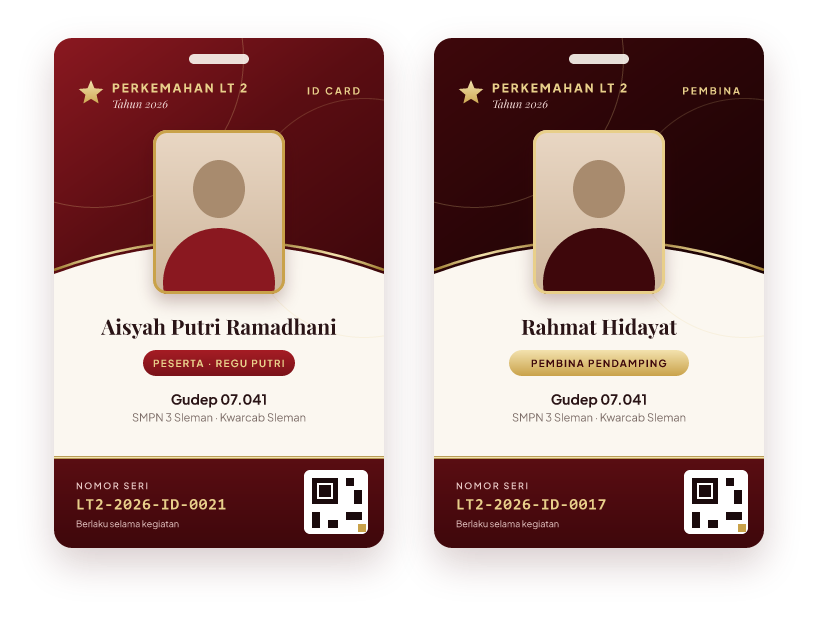 PERKEMAHAN LT 2
Tahun 2026
ID CARD
Aisyah Putri Ramadhani
PESERTA · REGU PUTRI
Gudep 07.041
SMPN 3 Sleman · Kwarcab Sleman
NOMOR SERI
LT2-2026-ID-0021
Berlaku selama kegiatan
PERKEMAHAN LT 2
Tahun 2026
PEMBINA
Rahmat Hidayat
PEMBINA PENDAMPING
Gudep 07.041
SMPN 3 Sleman · Kwarcab Sleman
NOMOR SERI
LT2-2026-ID-0017
Berlaku selama kegiatan